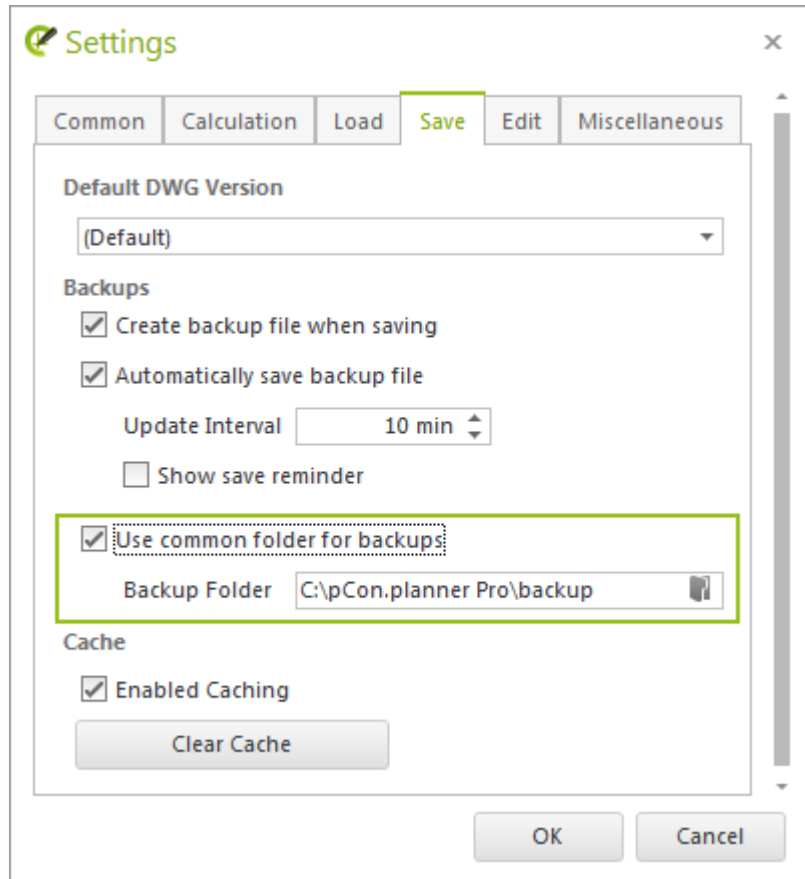 Settings
Common Calculation Load Save Edit Miscellaneous
Default DWG Version
(Default)
Backups
Create backup file when saving
Automatically save backup file
Update Interval 10 min
Show save reminder
Use common folder for backups
Backup Folder C:\pCon.planner Pro\backup
Cache
Enabled Caching
Clear Cache
OK Cancel